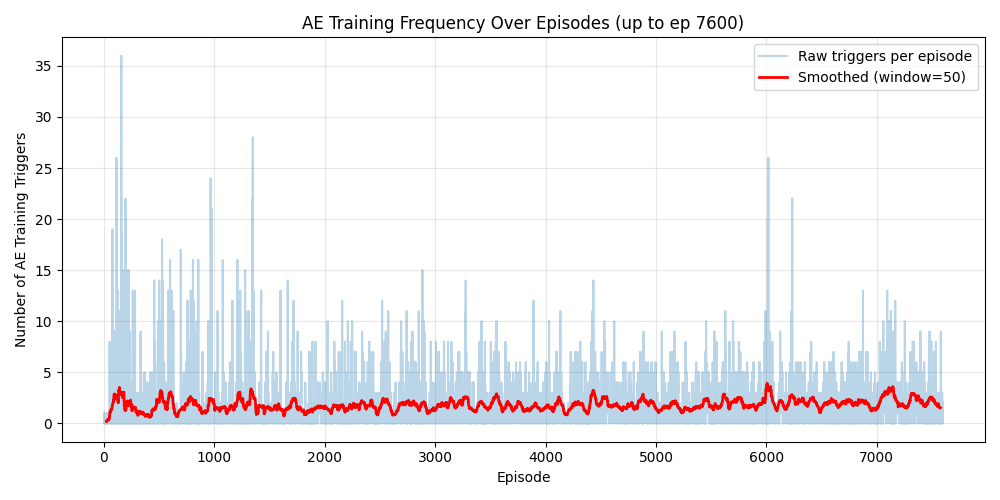 AE Training Frequency Over Episodes (up to ep 7600)
Raw triggers per episode
Smoothed (window=50)
Number of AE Training Triggers
35
30
25
20
15
10
5
0
0 1000 2000 3000 4000 5000 6000 7000
Episode